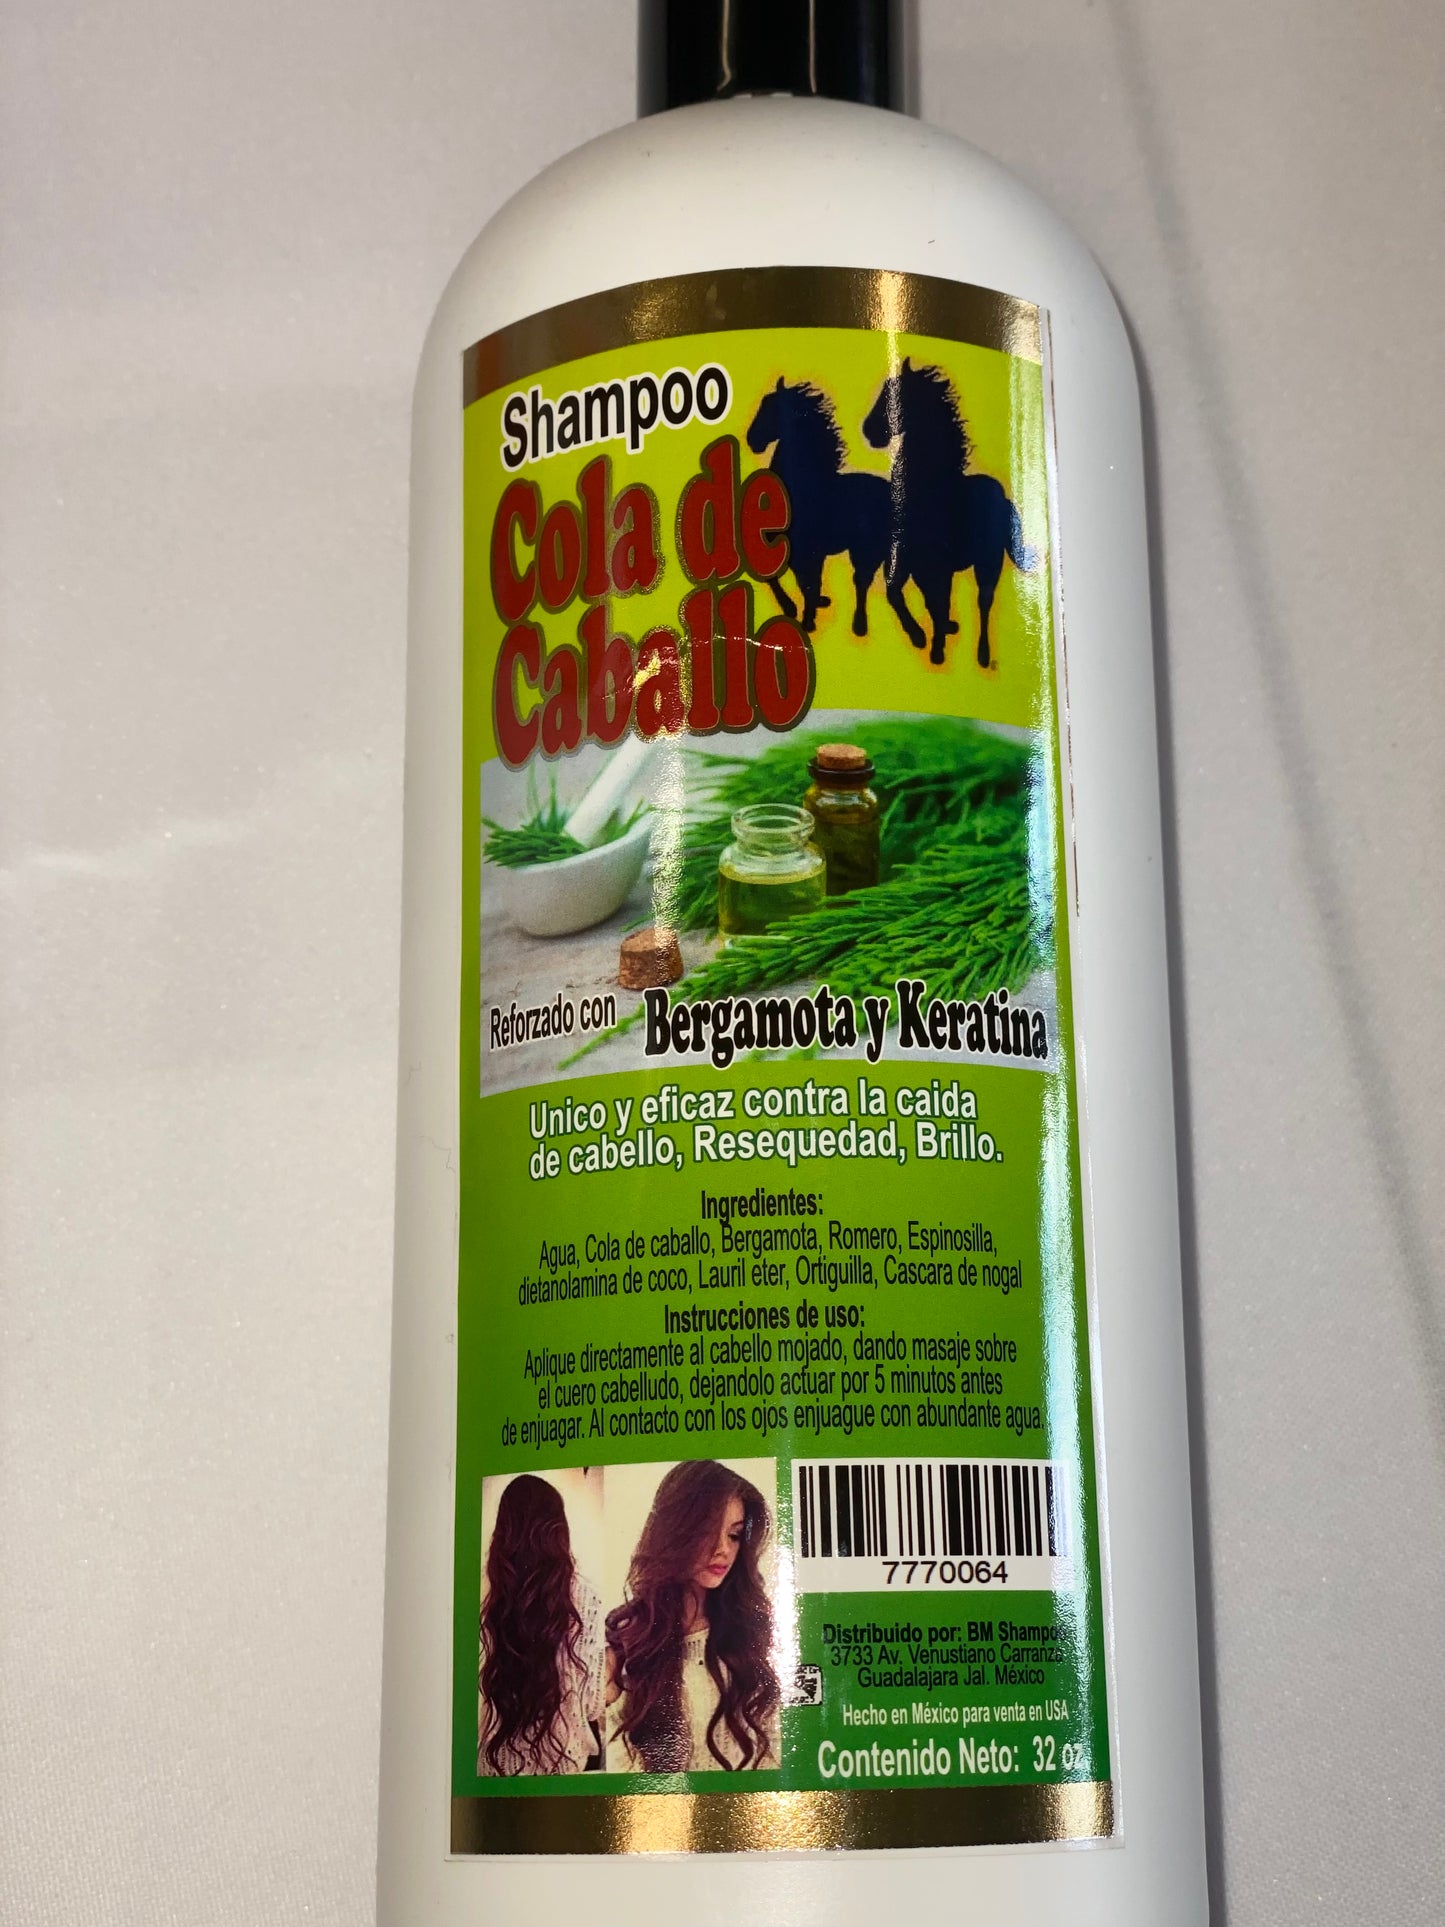 Shampoo
Cola de
Caballo
Reforzado con Bergamota y Keratina
Unico y eficaz contra la caida
de cabello, Resequedad, Brillo.
Ingredientes:
Agua, Cola de caballo, Bergamota, Romero, Espinosilla,
dietanolamina de coco, Lauril eter, Ortiguilla, Cascara de nogal
Instrucciones de uso:
Aplique directamente al cabello mojado, dando masaje sobre
el cuero cabelludo, dejandolo actuar por 5 minutos antes
de enjuagar. Al contacto con los ojos enjuague con abundante agua.
7770064
Distribuido por: BM Shampoo
3733 Av. Venustiano Carranza
Guadalajara Jal. México
Hecho en México para venta en USA
Contenido Neto: 32 oz